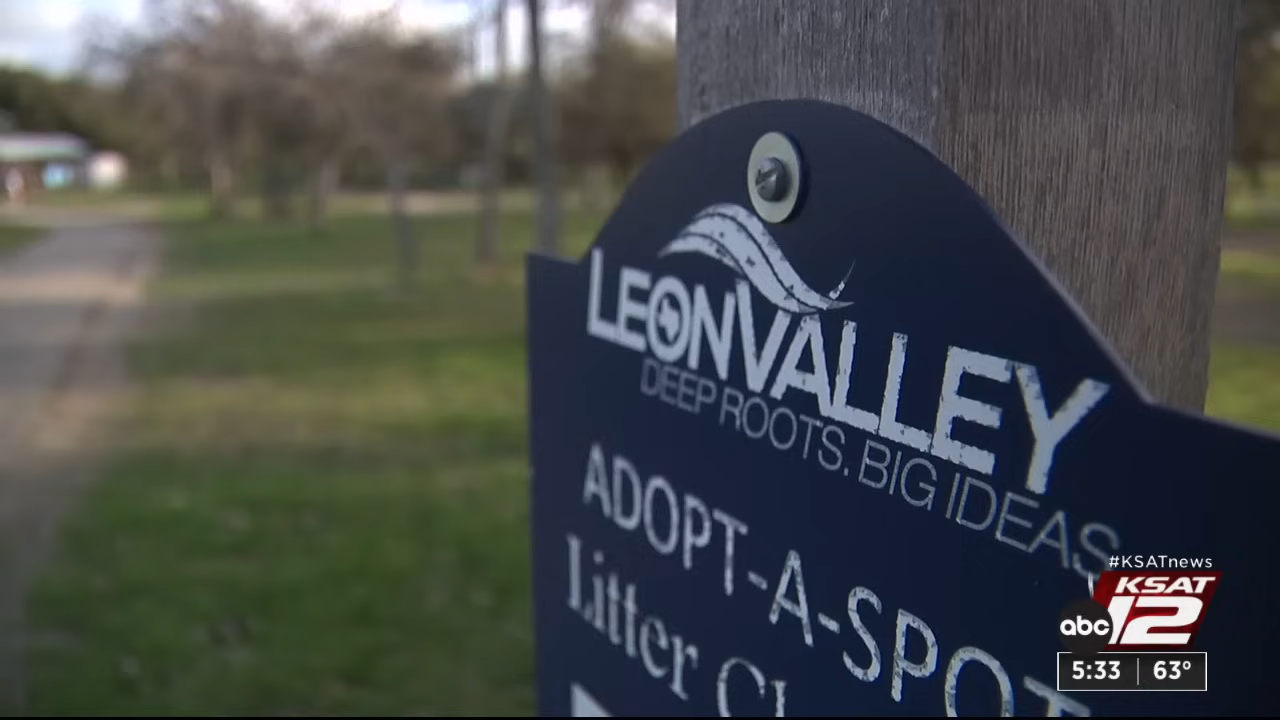 LEONVALLEY
DEEP ROOTS. BIG IDEAS
ADOPT-A-SPOT
Litter
#KSATnews
KSAT
abc 12
5:33 63°